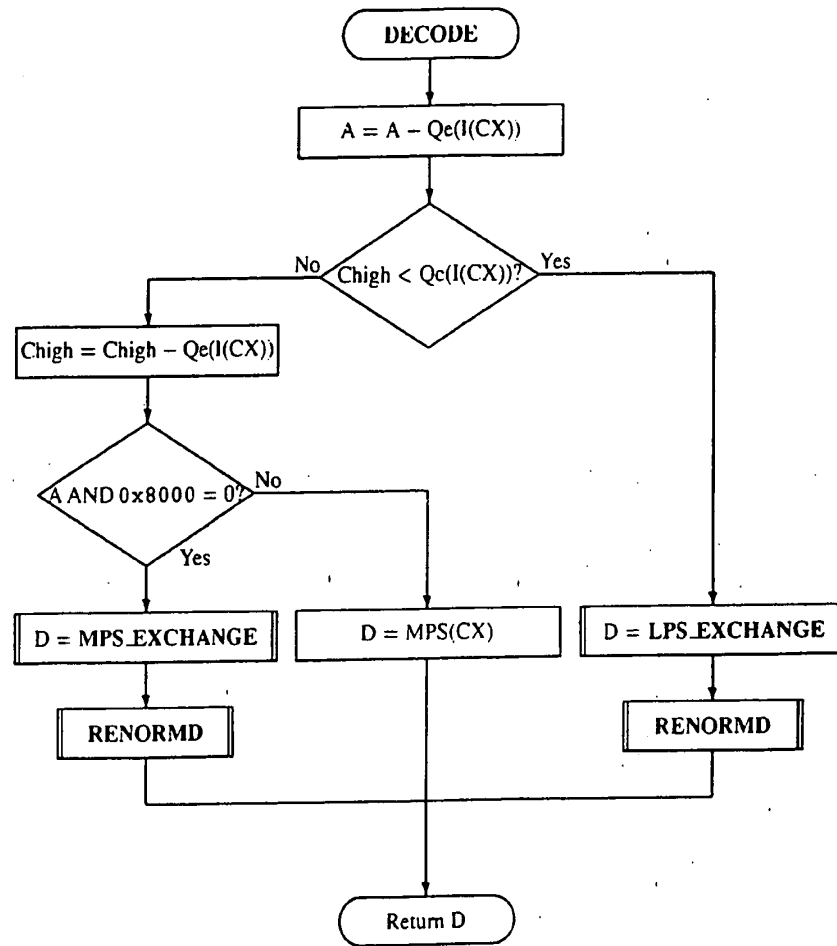 DECODE
A = A – Qe(I(CX))
Chigh < Qe(I(CX))?
No
Yes
Chigh = Chigh – Qe(I(CX))
A AND 0x8000 = 0?
No
Yes
D = MPS_EXCHANGE
D = MPS(CX)
D = LPS_EXCHANGE
RENORMD
RENORMD
Return D